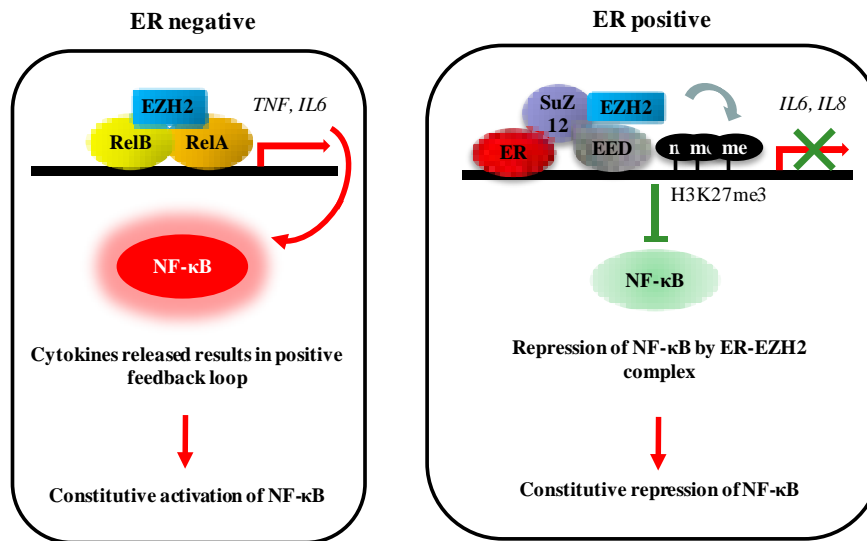 ER negative
EZH2
TNF, IL6
RelB
RelA
NF-κB
Cytokines released results in positive
feedback loop
Constitutive activation of NF-κB
ER positive
SuZ
12
EZH2
IL6, IL8
ER
EED
me
H3K27me3
NF-κB
Repression of NF-κB by ER-EZH2
complex
Constitutive repression of NF-κB